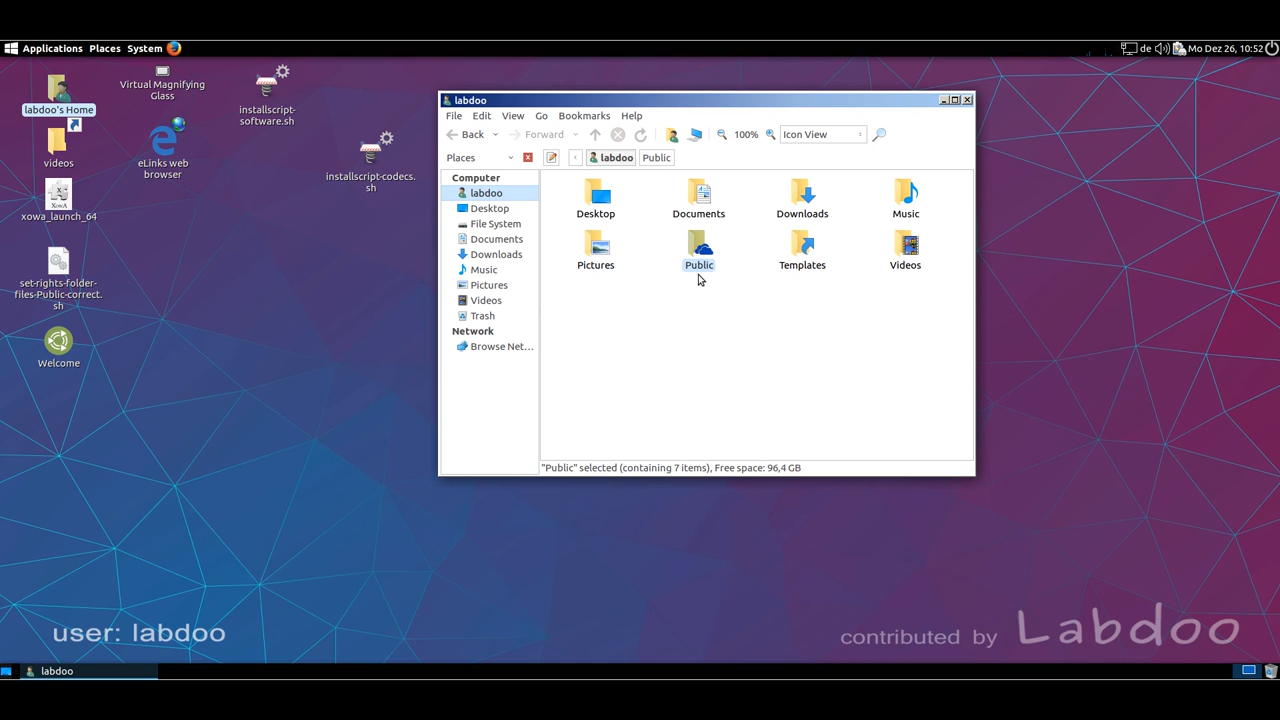 Applications Places System
de
Mo Dez 26, 10:52
labdoo's Home
Virtual Magnifying
Glass
installscript-
software.sh
videos
eLinks web
browser
installscript-codecs.
sh
XOWA
xowa_launch_64
set-rights-folder-
files-Public-correct.
sh
Welcome
labdoo
File Edit View Go Bookmarks Help
Back Forward 100% Icon View
Places labdoo Public
Computer
labdoo
Desktop
File System
Documents
Downloads
Music
Pictures
Videos
Trash
Network
Browse Net...
Desktop Documents Downloads Music
Pictures Public Templates Videos
"Public" selected (containing 7 items), Free space: 96,4 GB
user: labdoo
contributed by Labdoo
labdoo